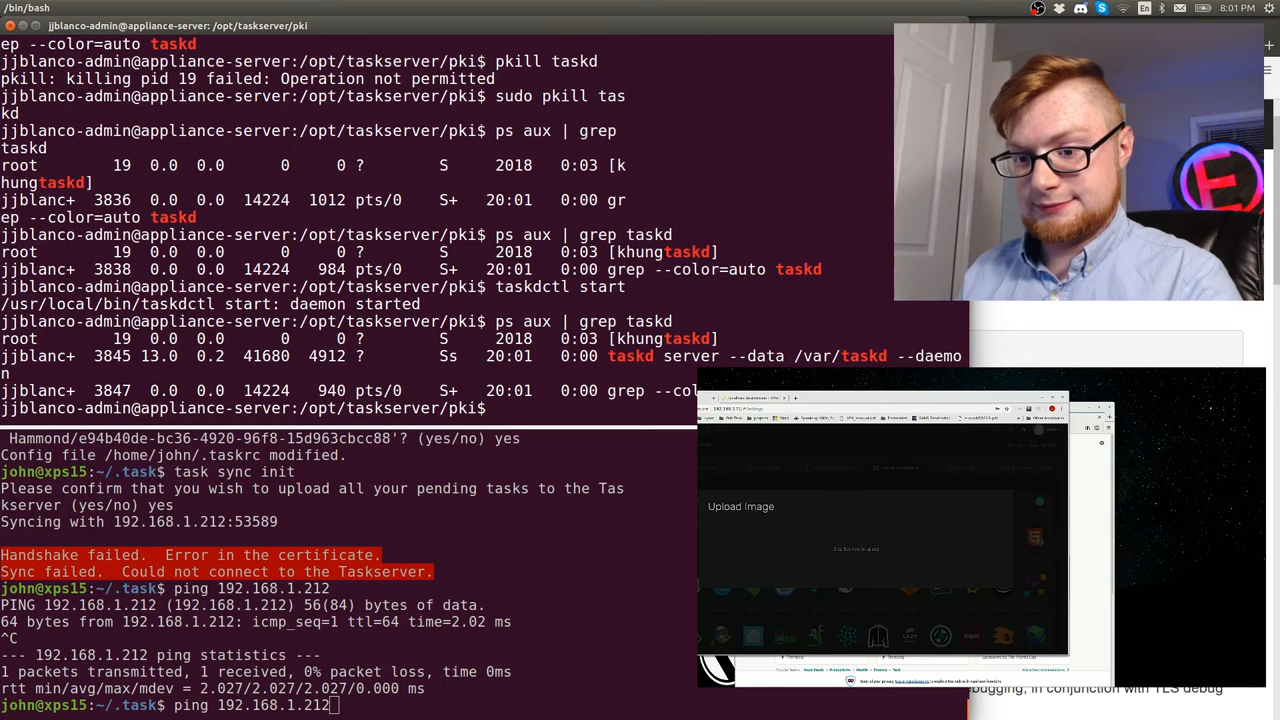 /bin/bash
En
8:01 PM
jjblanco-admin@appliance-server: /opt/taskserver/pki
ep --color=auto taskd
jjblanco-admin@appliance-server:/opt/taskserver/pki$ pkill taskd
pkill: killing pid 19 failed: Operation not permitted
jjblanco-admin@appliance-server:/opt/taskserver/pki$ sudo pkill tas
kd
jjblanco-admin@appliance-server:/opt/taskserver/pki$ ps aux | grep
taskd
root 19 0.0 0.0 0 0 ? S 2018 0:03 [k
hungtaskd]
jjblanc+ 3836 0.0 0.0 14224 1012 pts/0 S+ 20:01 0:00 gr
ep --color=auto taskd
jjblanco-admin@appliance-server:/opt/taskserver/pki$ ps aux | grep taskd
root 19 0.0 0.0 0 0 ? S 2018 0:03 [khungtaskd]
jjblanc+ 3838 0.0 0.0 14224 984 pts/0 S+ 20:01 0:00 grep --color=auto taskd
jjblanco-admin@appliance-server:/opt/taskserver/pki$ taskdctl start
/usr/local/bin/taskdctl start: daemon started
jjblanco-admin@appliance-server:/opt/taskserver/pki$ ps aux | grep taskd
root 19 0.0 0.0 0 0 ? S 2018 0:03 [khungtaskd]
jjblanc+ 3845 13.0 0.2 41680 4912 ? Ss 20:01 0:00 taskd server --data /var/taskd --daemo
n
jjblanc+ 3847 0.0 0.0 14224 940 pts/0 S+ 20:01 0:00 grep --co
jjblanco-admin@appliance-server:/opt/taskserver/pki$
(yes/no) yes
Config file /home/john/.taskrc modified.
john@xps15:~/.task$ task sync init
Please confirm that you wish to upload all your pending tasks to the Tas
kserver (yes/no) yes
Syncing with 192.168.1.212:53589
Handshake failed. Error in the certificate.
Sync failed. Could not connect to the Taskserver.
john@xps15:~/.task$ ping 192.168.1.212
PING 192.168.1.212 (192.168.1.212) 56(84) bytes of data.
64 bytes from 192.168.1.212: icmp_seq=1 ttl=64 time=2.02 ms
^C
--- 192.168.1.212 ping statistics ---
1 packets transmitted, 1 received, 0% packet loss, time 0ms
rtt min/avg/max/mdev = 2.027/2.027/2.027/0.000 ms
john@xps15:~/.task$ ping 192.168.1.212
Upload Image
LAZY
ebugging, in conjunction with TLS debug